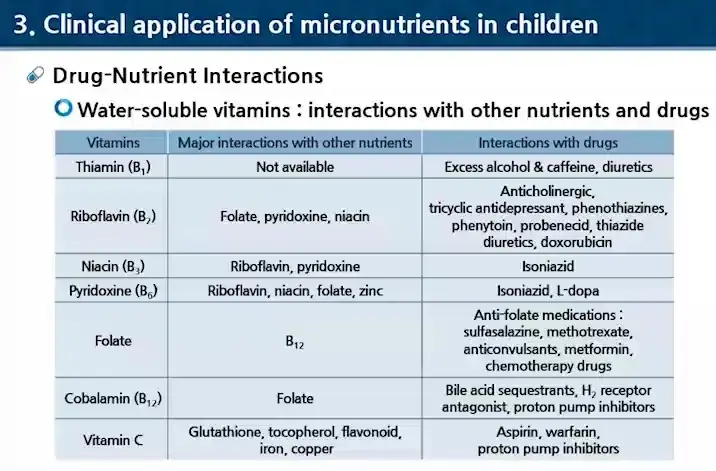 3. Clinical application of micronutrients in children
Drug-Nutrient Interactions
Water-soluble vitamins : interactions with other nutrients and drugs
Vitamins Major interactions with other nutrients Interactions with drugs
Thiamin (B₁) Not available Excess alcohol & caffeine, diuretics
Riboflavin (B₂) Folate, pyridoxine, niacin Anticholinergic,
tricyclic antidepressant, phenothiazines,
phenytoin, probenecid, thiazide
diuretics, doxorubicin
Niacin (B₃) Riboflavin, pyridoxine Isoniazid
Pyridoxine (B₆) Riboflavin, niacin, folate, zinc Isoniazid, L-dopa
Folate B₁₂ Anti-folate medications :
sulfasalazine, methotrexate,
anticonvulsants, metformin,
chemotherapy drugs
Cobalamin (B₁₂) Folate Bile acid sequestrants, H₂ receptor
antagonist, proton pump inhibitors
Vitamin C Glutathione, tocopherol, flavonoid,
iron, copper Aspirin, warfarin,
proton pump inhibitors